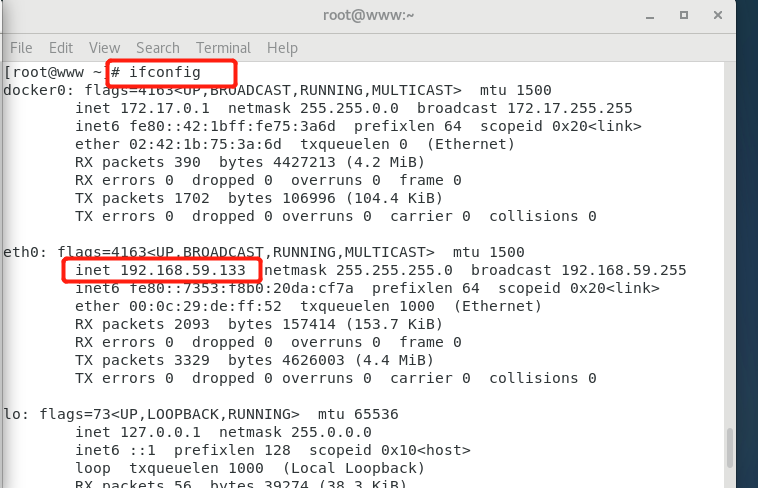 root@www:~
File Edit View Search Terminal Help
[root@www ~]# ifconfig
docker0: flags=4163<UP,BROADCAST,RUNNING,MULTICAST>  mtu 1500
        inet 172.17.0.1  netmask 255.255.0.0  broadcast 172.17.255.255
        inet6 fe80::42:1bff:fe75:3a6d  prefixlen 64  scopeid 0x20<link>
        ether 02:42:1b:75:3a:6d  txqueuelen 0  (Ethernet)
        RX packets 390  bytes 4427213 (4.2 MiB)
        RX errors 0  dropped 0  overruns 0  frame 0
        TX packets 1702  bytes 106996 (104.4 KiB)
        TX errors 0  dropped 0 overruns 0  carrier 0  collisions 0
eth0: flags=4163<UP,BROADCAST,RUNNING,MULTICAST>  mtu 1500
        inet 192.168.59.133  netmask 255.255.255.0  broadcast 192.168.59.255
        inet6 fe80::7353:f8b0:20da:cf7a  prefixlen 64  scopeid 0x20<link>
        ether 00:0c:29:de:ff:52  txqueuelen 1000  (Ethernet)
        RX packets 2093  bytes 157414 (153.7 KiB)
        RX errors 0  dropped 0  overruns 0  frame 0
        TX packets 3329  bytes 4626003 (4.4 MiB)
        TX errors 0  dropped 0 overruns 0  carrier 0  collisions 0
lo: flags=73<UP,LOOPBACK,RUNNING>  mtu 65536
        inet 127.0.0.1  netmask 255.0.0.0
        inet6 ::1  prefixlen 128  scopeid 0x10<host>
        loop  txqueuelen 1000  (Local Loopback)
        RX packets 56  bytes 39274 (38.3 KiB)